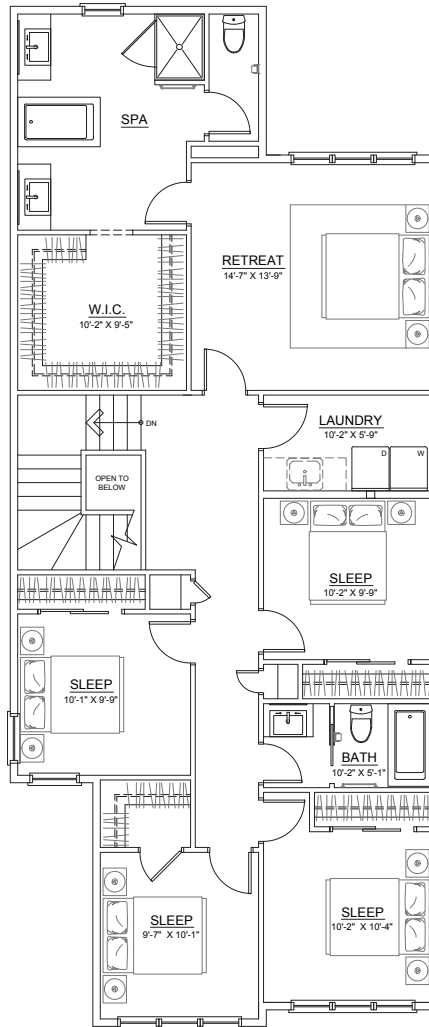 SPA
RETREAT
14'-7" X 13'-9"
W.I.C.
10'-2" X 9'-5"
LAUNDRY
10'-2" X 5'-9"
DN
D
W
OPEN TO
BELOW
SLEEP
10'-2" X 9'-9"
SLEEP
10'-1" X 9'-9"
BATH
10'-2" X 5'-1"
SLEEP
9'-7" X 10'-1"
SLEEP
10'-2" X 10'-4"